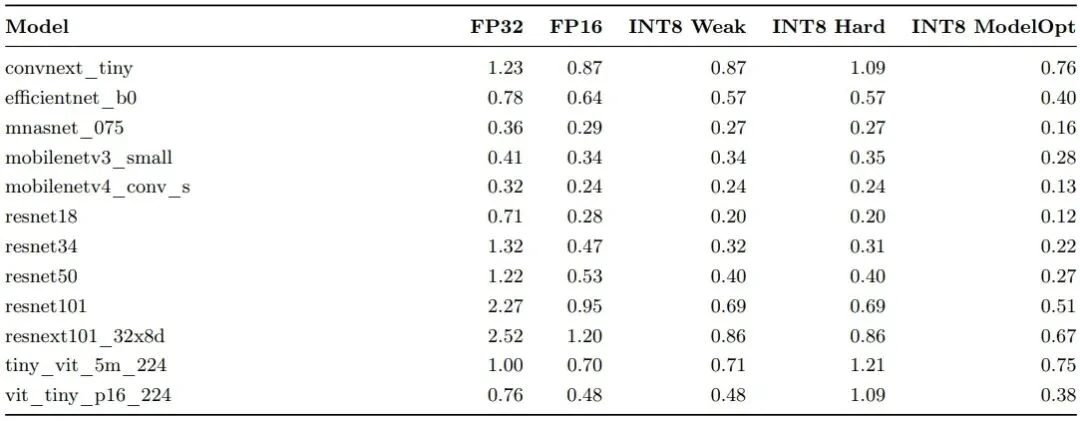 Model FP32 FP16 INT8 Weak INT8 Hard INT8 ModelOpt
convnext_tiny 1.23 0.87 0.87 1.09 0.76
efficientnet_b0 0.78 0.64 0.57 0.57 0.40
mnasnet_075 0.36 0.29 0.27 0.27 0.16
mobilenetv3_small 0.41 0.34 0.34 0.35 0.28
mobilenetv4_conv_s 0.32 0.24 0.24 0.24 0.13
resnet18 0.71 0.28 0.20 0.20 0.12
resnet34 1.32 0.47 0.32 0.31 0.22
resnet50 1.22 0.53 0.40 0.40 0.27
resnet101 2.27 0.95 0.69 0.69 0.51
resnext101_32x8d 2.52 1.20 0.86 0.86 0.67
tiny_vit_5m_224 1.00 0.70 0.71 1.21 0.75
vit_tiny_p16_224 0.76 0.48 0.48 1.09 0.38